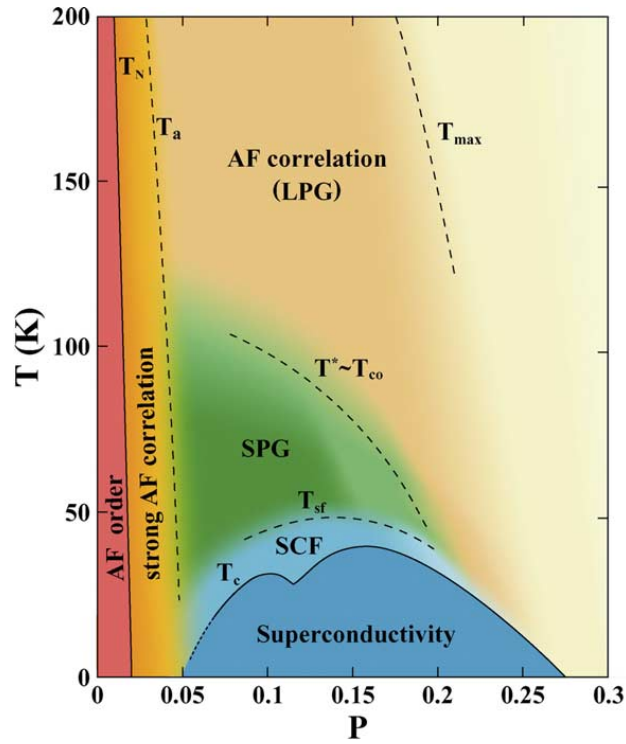 200
150
100
50
0
T (K)
T_N
T_a
AF correlation
(LPG)
T_max
T*~T_co
SPG
T_sf
SCF
T_c
Superconductivity
AF order
strong AF correlation
0
0.05
0.1
0.15
0.2
0.25
0.3
P